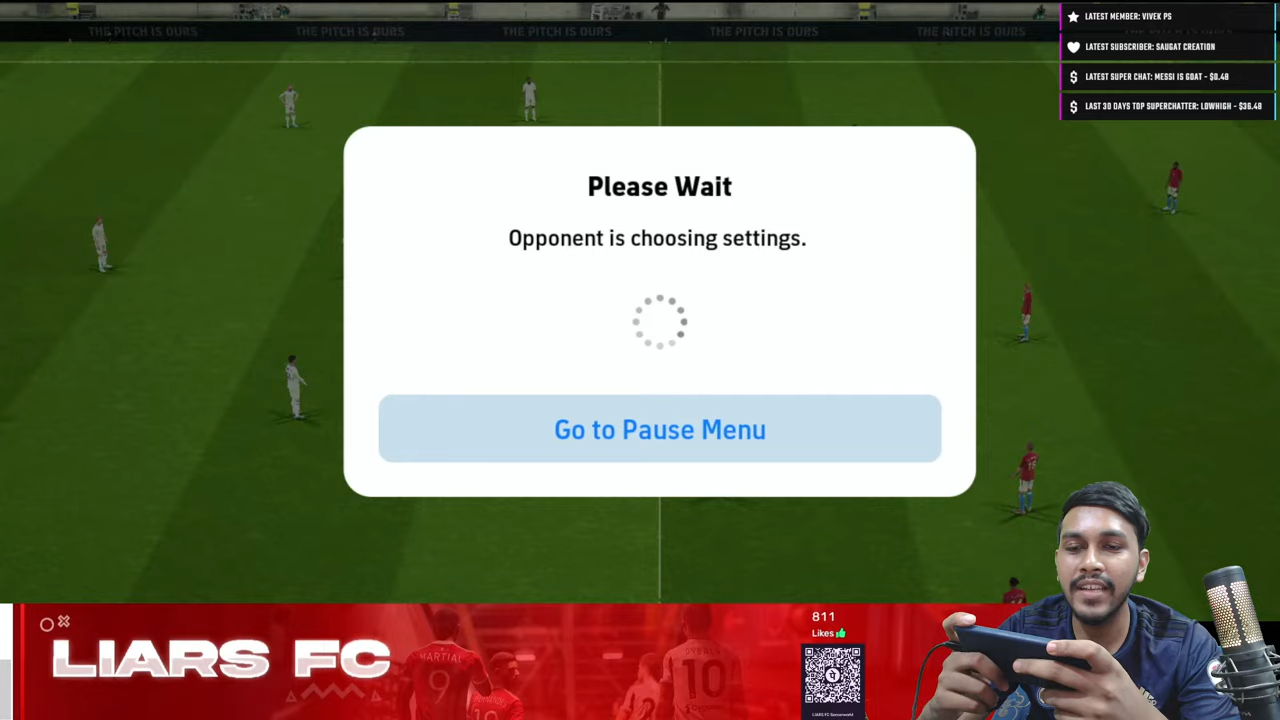 THE PITCH IS OURS THE PITCH IS OURS THE PITCH IS OURS THE PITCH IS OURS THE PITCH IS OURS
LATEST MEMBER: VIVEK PS
LATEST SUBSCRIBER: SAUGAT CREATION
LATEST SUPER CHAT: MESSI IS GOAT - $0.48
LAST 30 DAYS TOP SUPERCHATTER: LOWHIGH - $36.48
Please Wait
Opponent is choosing settings.
Go to Pause Menu
LIARS FC
MARTIAL
9
DYBALA
10
811
Likes